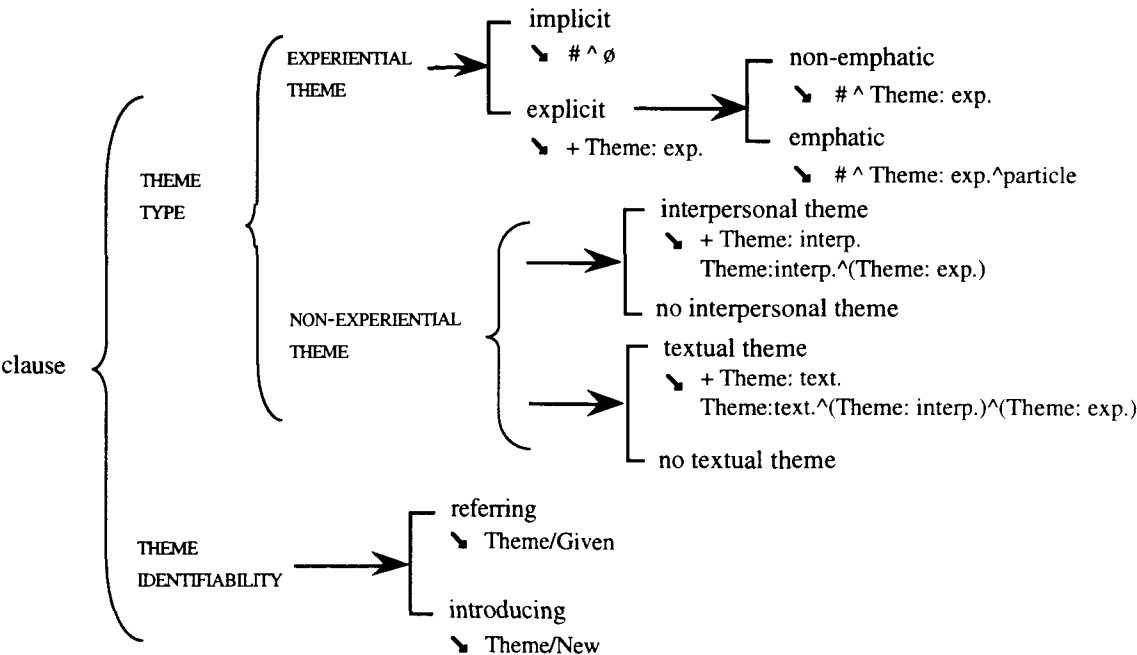 implicit
↘ # ^ ø
EXPERIENTIAL
THEME
non-emphatic
↘ # ^ Theme: exp.
explicit
↘ + Theme: exp.
emphatic
↘ # ^ Theme: exp.^particle
THEME
TYPE
interpersonal theme
↘ + Theme: interp.
Theme:interp.^(Theme: exp.)
no interpersonal theme
NON-EXPERIENTIAL
THEME
textual theme
↘ + Theme: text.
Theme:text.^(Theme: interp.)^(Theme: exp.)
no textual theme
clause
referring
↘ Theme/Given
THEME
IDENTIFIABILITY
introducing
↘ Theme/New